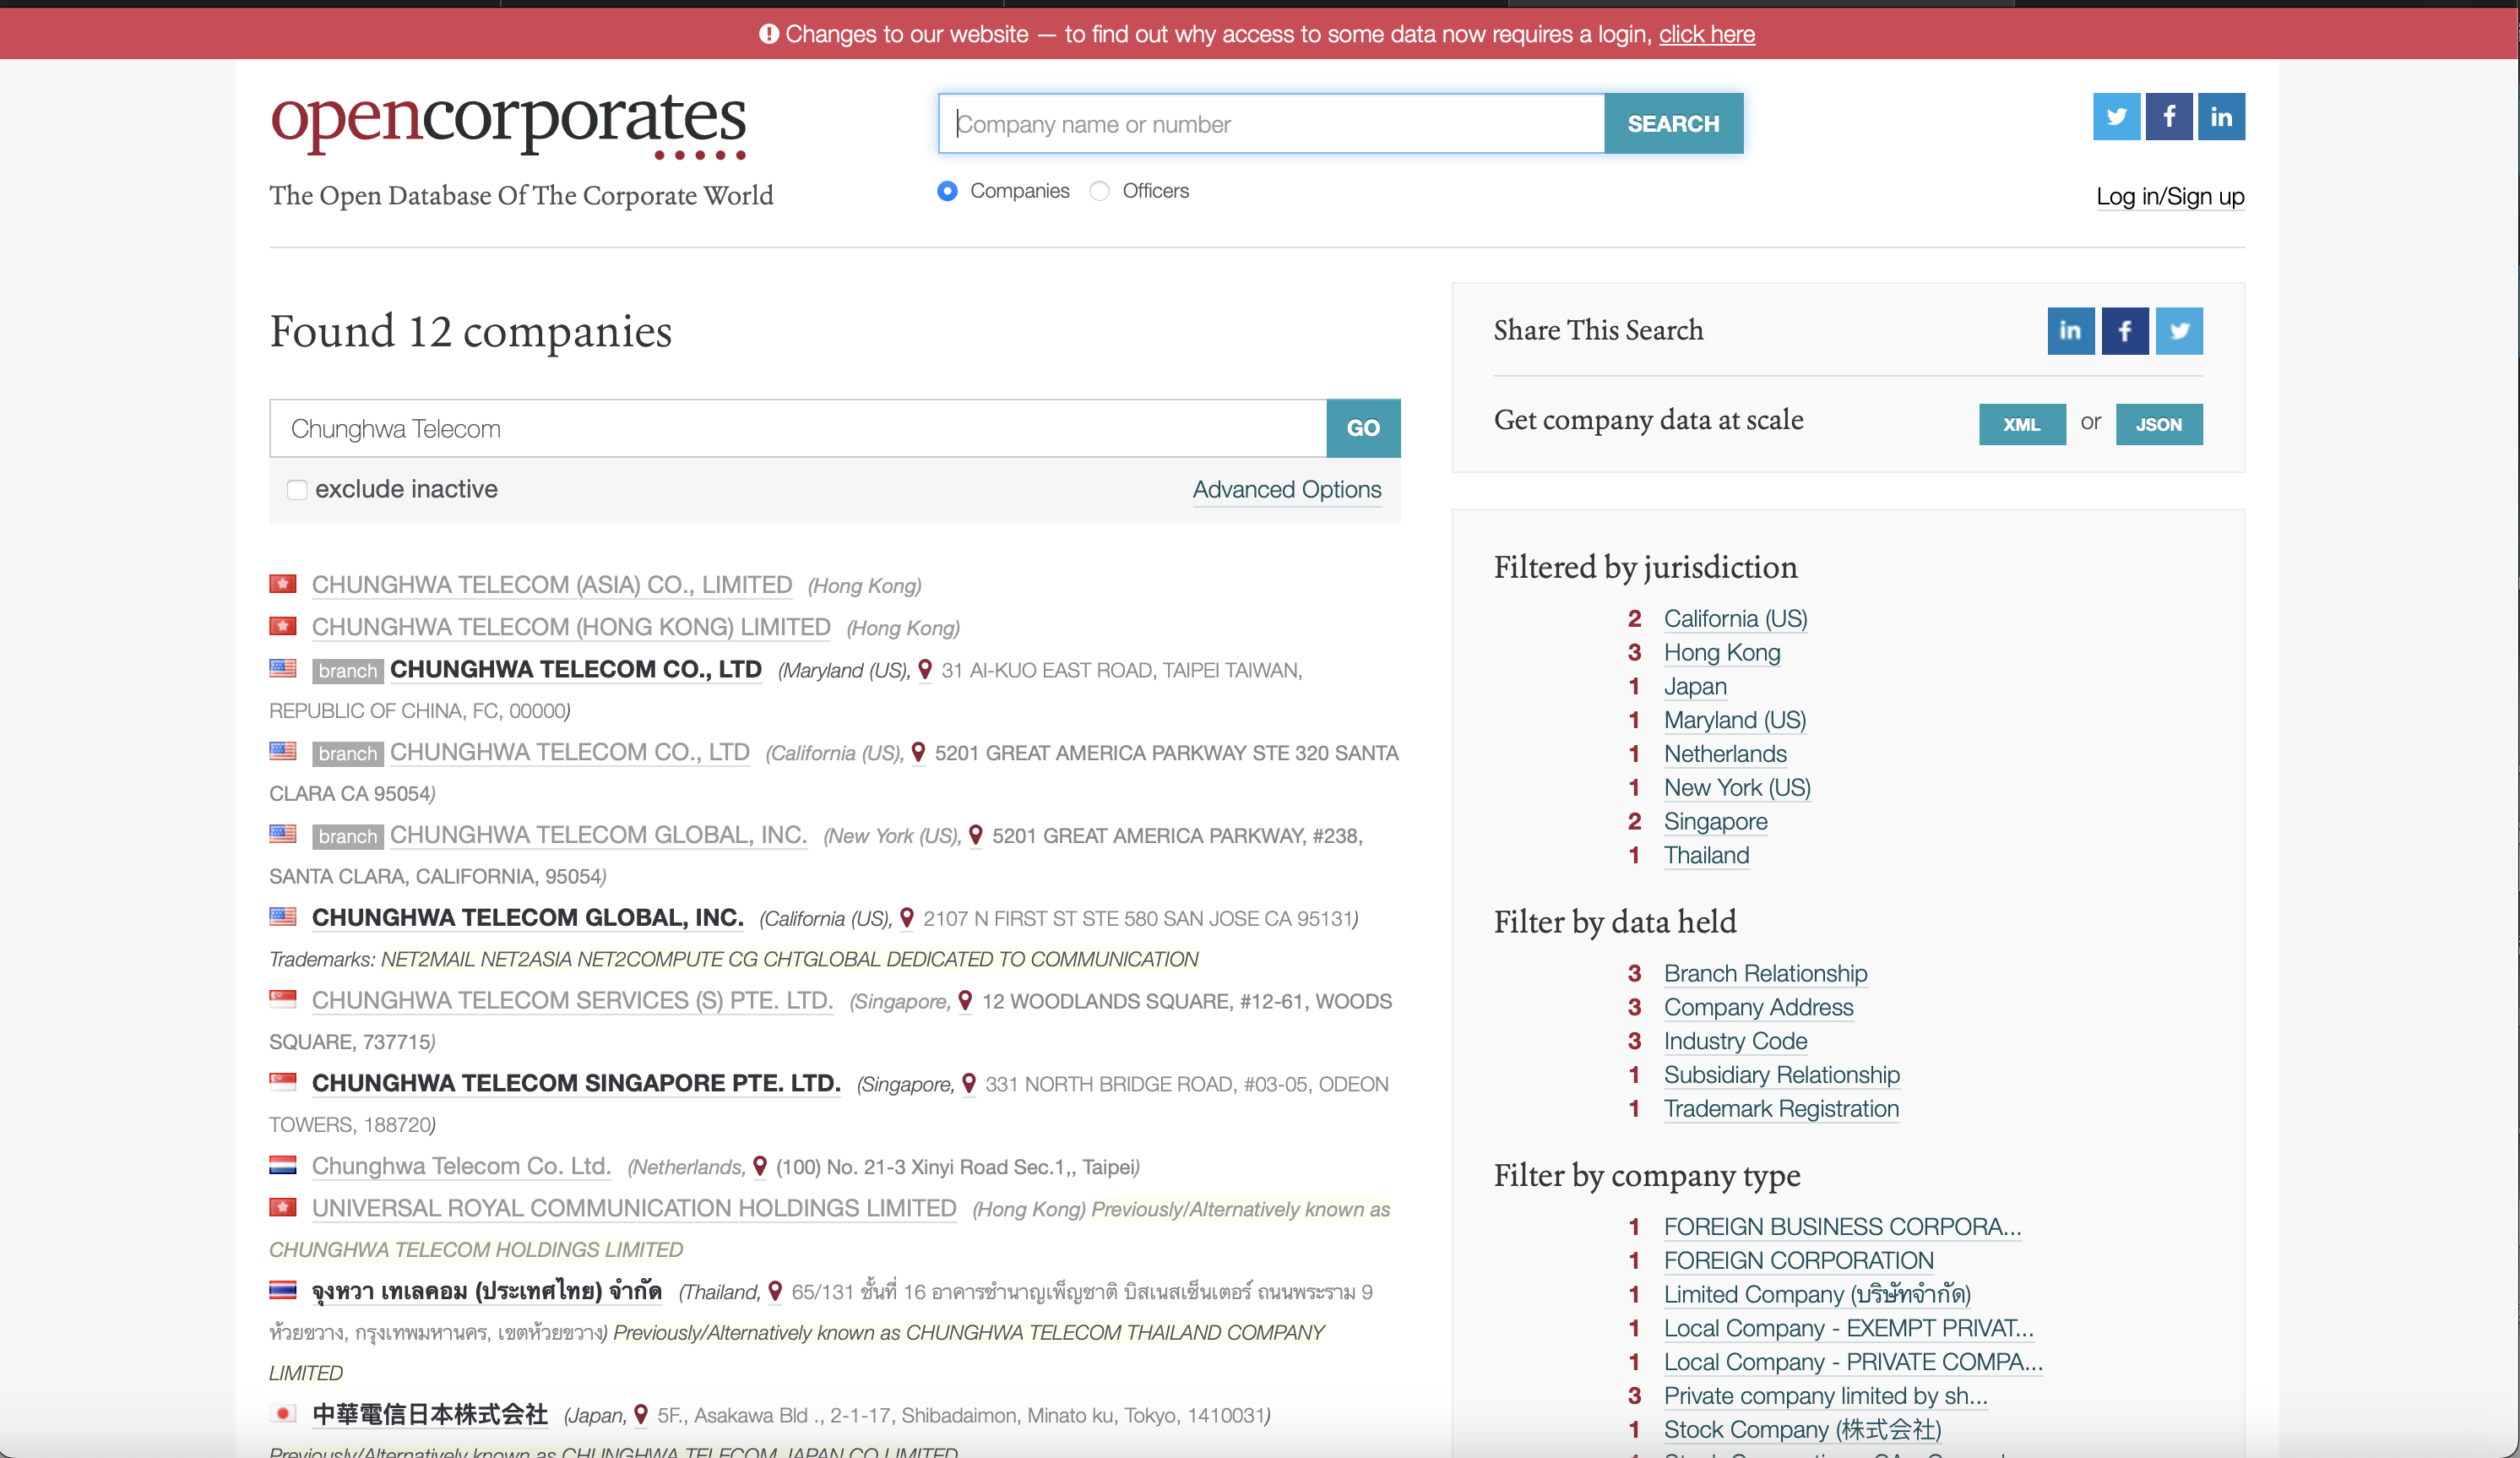 Changes to our website — to find out why access to some data now requires a login, click here
opencorporates
The Open Database Of The Corporate World
Company name or number
SEARCH
Companies
Officers
Log in/Sign up
Found 12 companies
Chunghwa Telecom
GO
exclude inactive
Advanced Options
CHUNGHWA TELECOM (ASIA) CO., LIMITED (Hong Kong)
CHUNGHWA TELECOM (HONG KONG) LIMITED (Hong Kong)
branch CHUNGHWA TELECOM CO., LTD (Maryland (US), 31 AI-KUO EAST ROAD, TAIPEI TAIWAN,
REPUBLIC OF CHINA, FC, 00000)
branch CHUNGHWA TELECOM CO., LTD (California (US), 5201 GREAT AMERICA PARKWAY STE 320 SANTA
CLARA CA 95054)
branch CHUNGHWA TELECOM GLOBAL, INC. (New York (US), 5201 GREAT AMERICA PARKWAY, #238,
SANTA CLARA, CALIFORNIA, 95054)
CHUNGHWA TELECOM GLOBAL, INC. (California (US), 2107 N FIRST ST STE 580 SAN JOSE CA 95131)
Trademarks: NET2MAIL NET2ASIA NET2COMPUTE CG CHTGLOBAL DEDICATED TO COMMUNICATION
CHUNGHWA TELECOM SERVICES (S) PTE. LTD. (Singapore, 12 WOODLANDS SQUARE, #12-61, WOODS
SQUARE, 737715)
CHUNGHWA TELECOM SINGAPORE PTE. LTD. (Singapore, 331 NORTH BRIDGE ROAD, #03-05, ODEON
TOWERS, 188720)
Chunghwa Telecom Co. Ltd. (Netherlands, (100) No. 21-3 Xinyi Road Sec.1,, Taipei)
UNIVERSAL ROYAL COMMUNICATION HOLDINGS LIMITED (Hong Kong) Previously/Alternatively known as
CHUNGHWA TELECOM HOLDINGS LIMITED
จุงหวา เทเลคอม (ประเทศไทย) จำกัด (Thailand, 65/131 ชั้นที่ 16 อาคารชำนาญเพ็ญชาติ บิสเนสเซ็นเตอร์ ถนนพระราม 9
ห้วยขวาง, กรุงเทพมหานคร, เขตห้วยขวาง) Previously/Alternatively known as CHUNGHWA TELECOM THAILAND COMPANY
LIMITED
中華電信日本株式会社 (Japan, 5F., Asakawa Bld ., 2-1-17, Shibadaimon, Minato ku, Tokyo, 1410031)
Previously/Alternatively known as CHUNGHWA TELECOM JAPAN CO LIMITED
Share This Search
Get company data at scale
XML or JSON
Filtered by jurisdiction
2 California (US)
3 Hong Kong
1 Japan
1 Maryland (US)
1 Netherlands
1 New York (US)
2 Singapore
1 Thailand
Filter by data held
3 Branch Relationship
3 Company Address
3 Industry Code
1 Subsidiary Relationship
1 Trademark Registration
Filter by company type
1 FOREIGN BUSINESS CORPORA...
1 FOREIGN CORPORATION
1 Limited Company (บริษัทจำกัด)
1 Local Company - EXEMPT PRIVAT...
1 Local Company - PRIVATE COMPA...
3 Private company limited by sh...
1 Stock Company (株式会社)